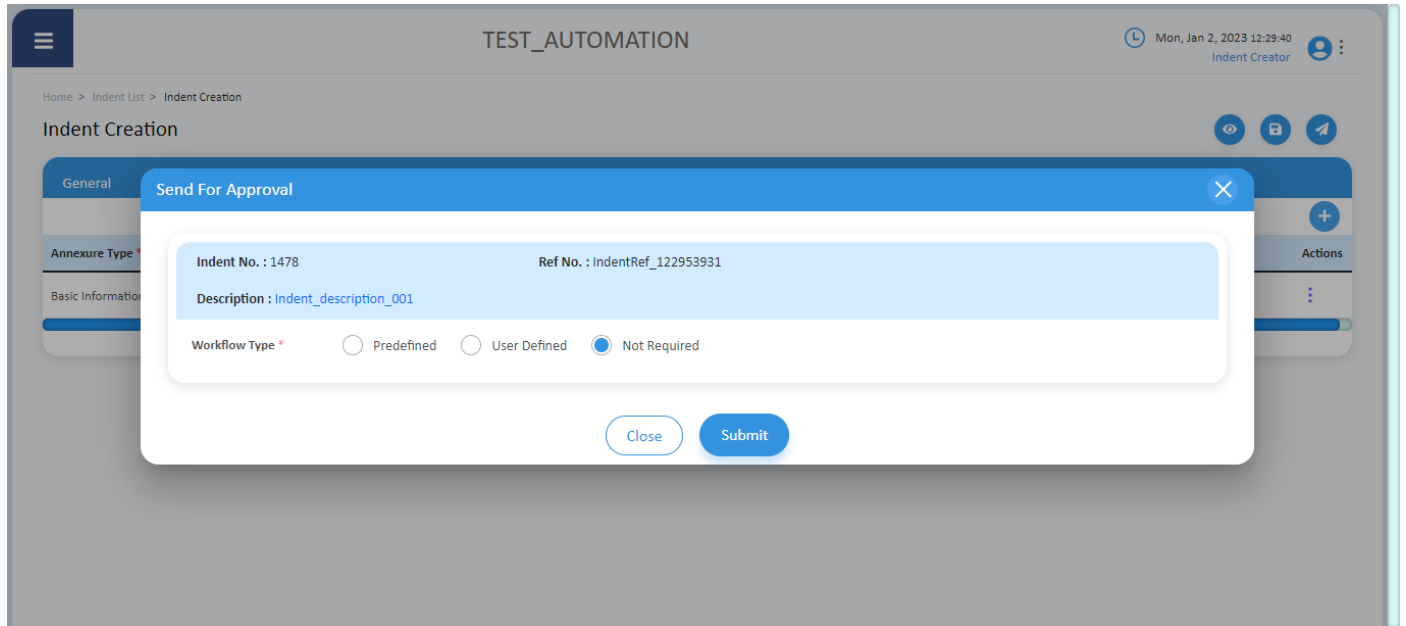 TEST_AUTOMATION
Mon, Jan 2, 2023 12:29:40
Indent Creator
Home > Indent List > Indent Creation
Indent Creation
General
Send For Approval
Annexure Type *
Actions
Indent No. : 1478 Ref No. : IndentRef_122953931
Basic Information
Description : Indent_description_001
Workflow Type * Predefined User Defined Not Required
Close Submit